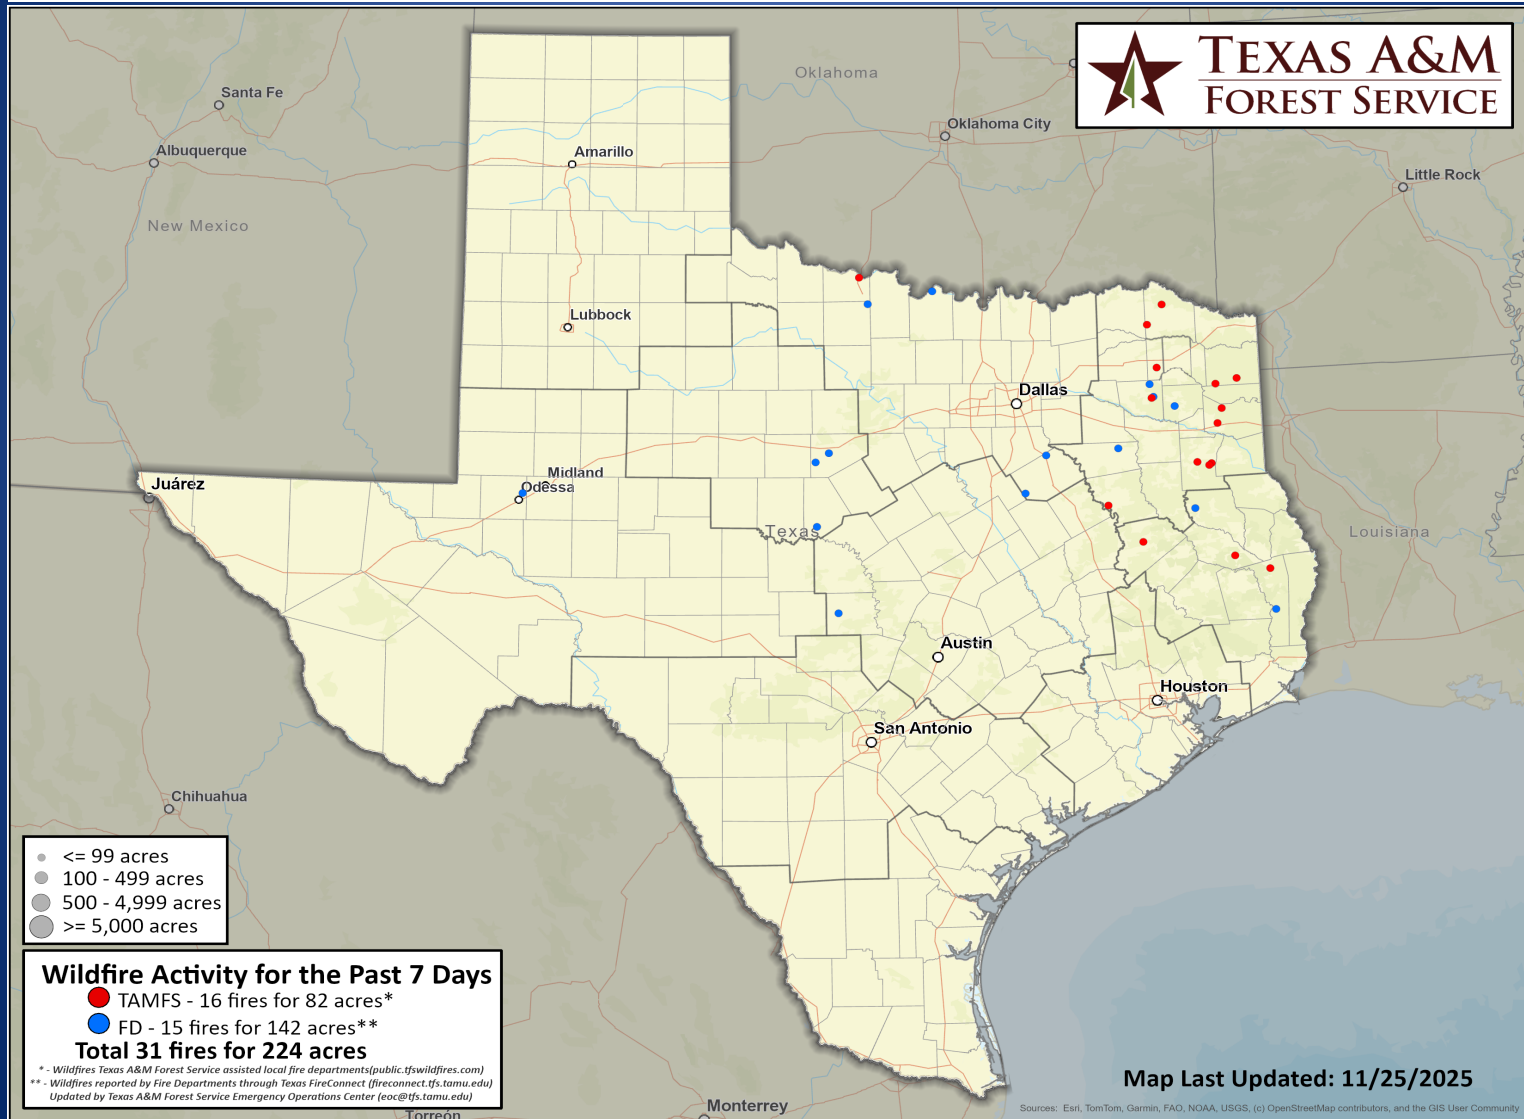 TEXAS A&M
FOREST SERVICE
Oklahoma
Santa Fe
Oklahoma City
Albuquerque
Amarillo
Little Rock
New Mexico
Lubbock
Dallas
Midland
Odessa
Juárez
Texas
Louisiana
Austin
Houston
San Antonio
Chihuahua
<= 99 acres
100 - 499 acres
500 - 4,999 acres
>= 5,000 acres
Wildfire Activity for the Past 7 Days
TAMFS - 16 fires for 82 acres*
FD - 15 fires for 142 acres**
Total 31 fires for 224 acres
* - Wildfires Texas A&M Forest Service assisted local fire departments(public.tfswildfires.com)
** - Wildfires reported by Fire Departments through Texas FireConnect (fireconnect.tfs.tamu.edu)
Updated by Texas A&M Forest Service Emergency Operations Center (eoc@tfs.tamu.edu)
Map Last Updated: 11/25/2025
Monterrey
Torreón
Sources: Esri, TomTom, Garmin, FAO, NOAA, USGS, (c) OpenStreetMap contributors, and the GIS User Community